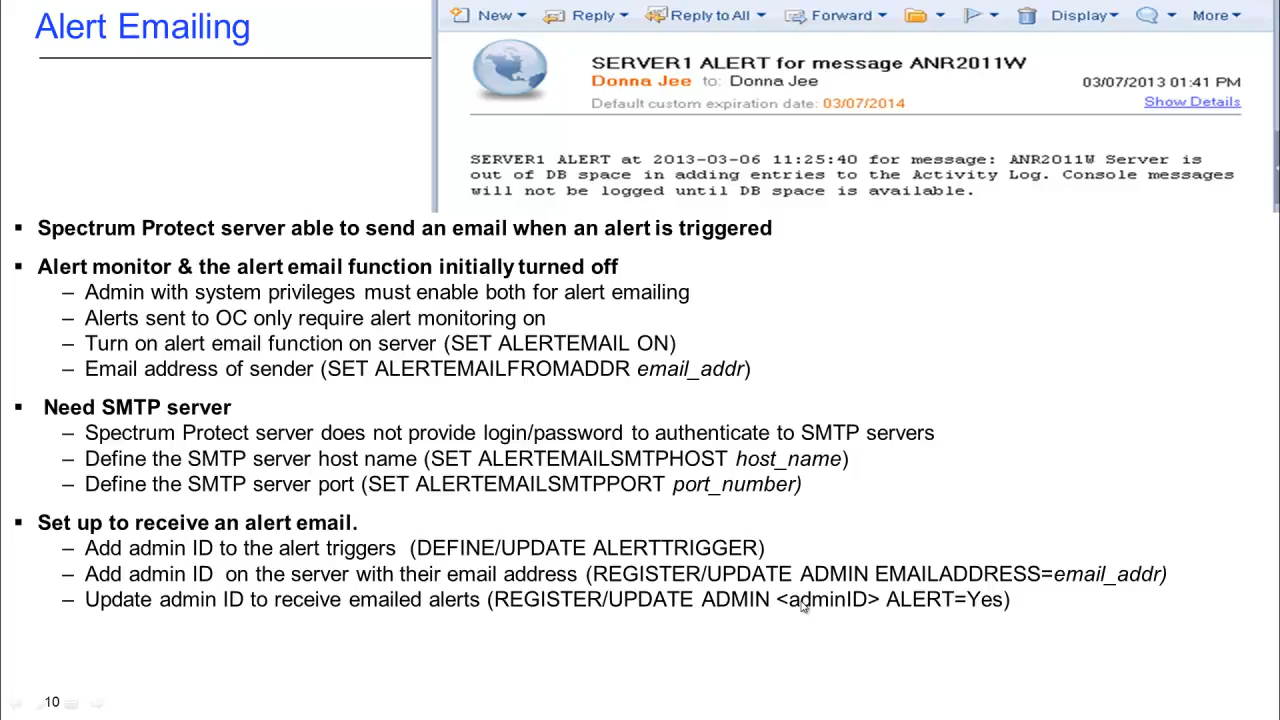 Alert Emailing
New Reply Reply to All Forward Display More
SERVER1 ALERT for message ANR2011W
Donna Jee to: Donna Jee 03/07/2013 01:41 PM
Default custom expiration date: 03/07/2014 Show Details
SERVER1 ALERT at 2013-03-06 11:25:40 for message: ANR2011W Server is
out of DB space in adding entries to the Activity Log. Console messages
will not be logged until DB space is available.
▪ Spectrum Protect server able to send an email when an alert is triggered
▪ Alert monitor & the alert email function initially turned off
– Admin with system privileges must enable both for alert emailing
– Alerts sent to OC only require alert monitoring on
– Turn on alert email function on server (SET ALERTEMAIL ON)
– Email address of sender (SET ALERTEMAILFROMADDR email_addr)
▪ Need SMTP server
– Spectrum Protect server does not provide login/password to authenticate to SMTP servers
– Define the SMTP server host name (SET ALERTEMAILSMTPHOST host_name)
– Define the SMTP server port (SET ALERTEMAILSMTPPORT port_number)
▪ Set up to receive an alert email.
– Add admin ID to the alert triggers (DEFINE/UPDATE ALERTTRIGGER)
– Add admin ID on the server with their email address (REGISTER/UPDATE ADMIN EMAILADDRESS=email_addr)
– Update admin ID to receive emailed alerts (REGISTER/UPDATE ADMIN <adminID> ALERT=Yes)
10